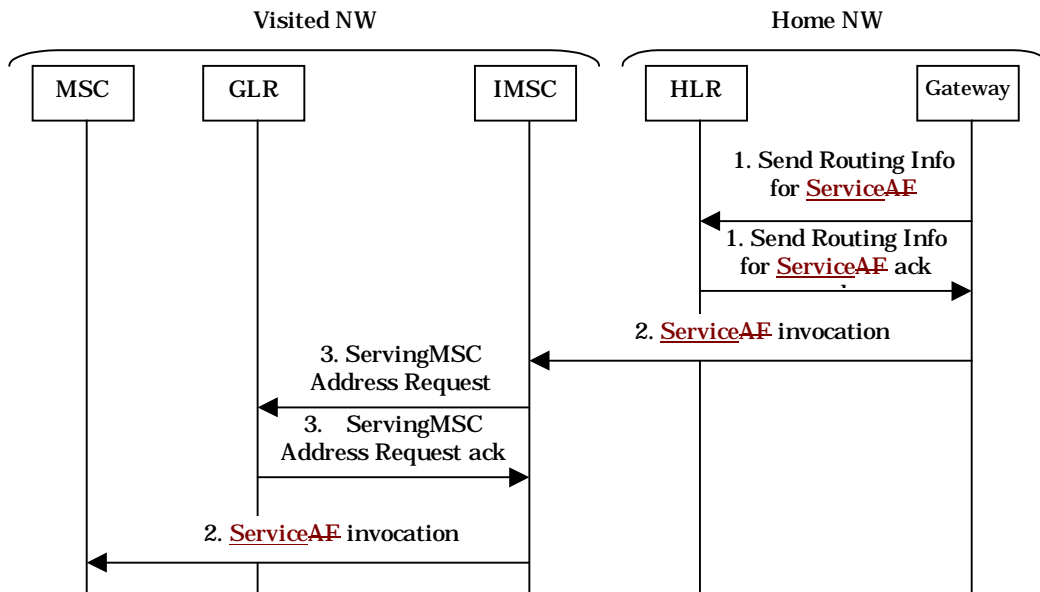 Visited NW
Home NW
MSC
GLR
IMSC
HLR
Gateway
1. Send Routing Info
for ServiceAF
1. Send Routing Info
for ServiceAF ack
2. ServiceAF invocation
3. ServingMSC
Address Request
3. ServingMSC
Address Request ack
2. ServiceAF invocation